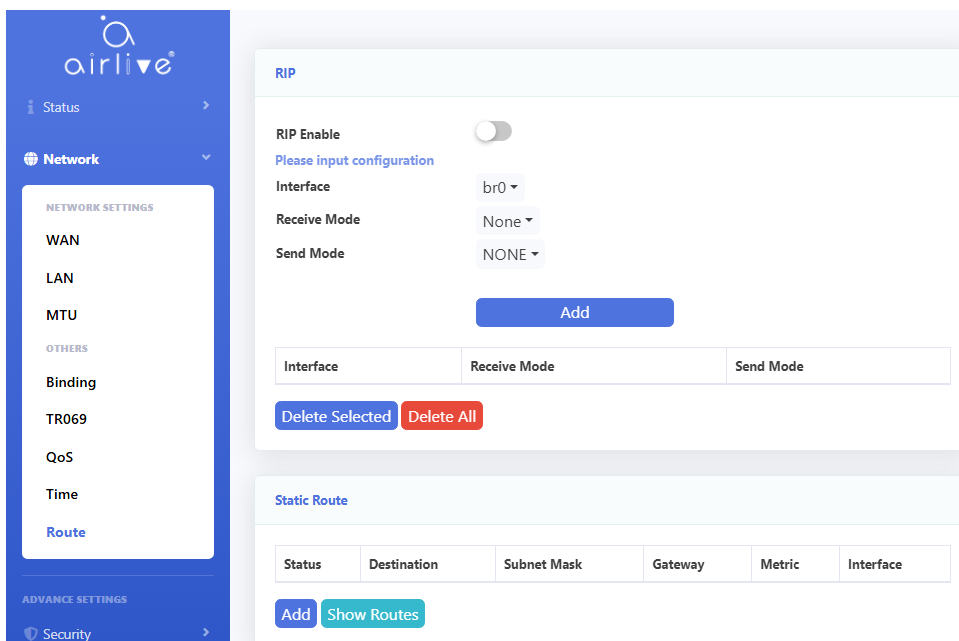 airlive®
Status
Network
NETWORK SETTINGS
WAN
LAN
MTU
OTHERS
Binding
TR069
QoS
Time
Route
ADVANCE SETTINGS
Security
RIP
RIP Enable
Please input configuration
Interface br0
Receive Mode None
Send Mode NONE
Add
Interface Receive Mode Send Mode
Delete Selected Delete All
Static Route
Status Destination Subnet Mask Gateway Metric Interface
Add Show Routes